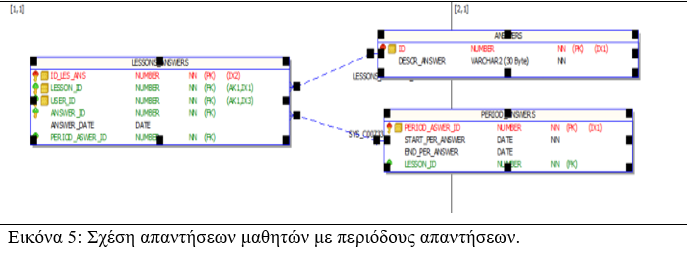 [1,1] [2,1]
ANSWERS
ID NUMBER NN (PK) (IX1)
DESCR_ANSWER VARCHAR2 (30 Byte) NN
LESSONS_ANSWERS
ID_LES_ANS NUMBER NN (PK) (IX2)
LESSON_ID NUMBER NN (FK) (AK1,IX1)
USER_ID NUMBER NN (FK) (AK1,IX3)
ANSWER_ID NUMBER NN (FK)
ANSWER_DATE DATE
PERIOD_ASWER_ID NUMBER NN (FK)
PERIOD_ANSWERS
PERIOD_ASWER_ID NUMBER NN (PK) (IX1)
START_PER_ANSWER DATE NN
END_PER_ANSWER DATE
LESSON_ID NUMBER NN (FK)
Εικόνα 5: Σχέση απαντήσεων μαθητών με περιόδους απαντήσεων.